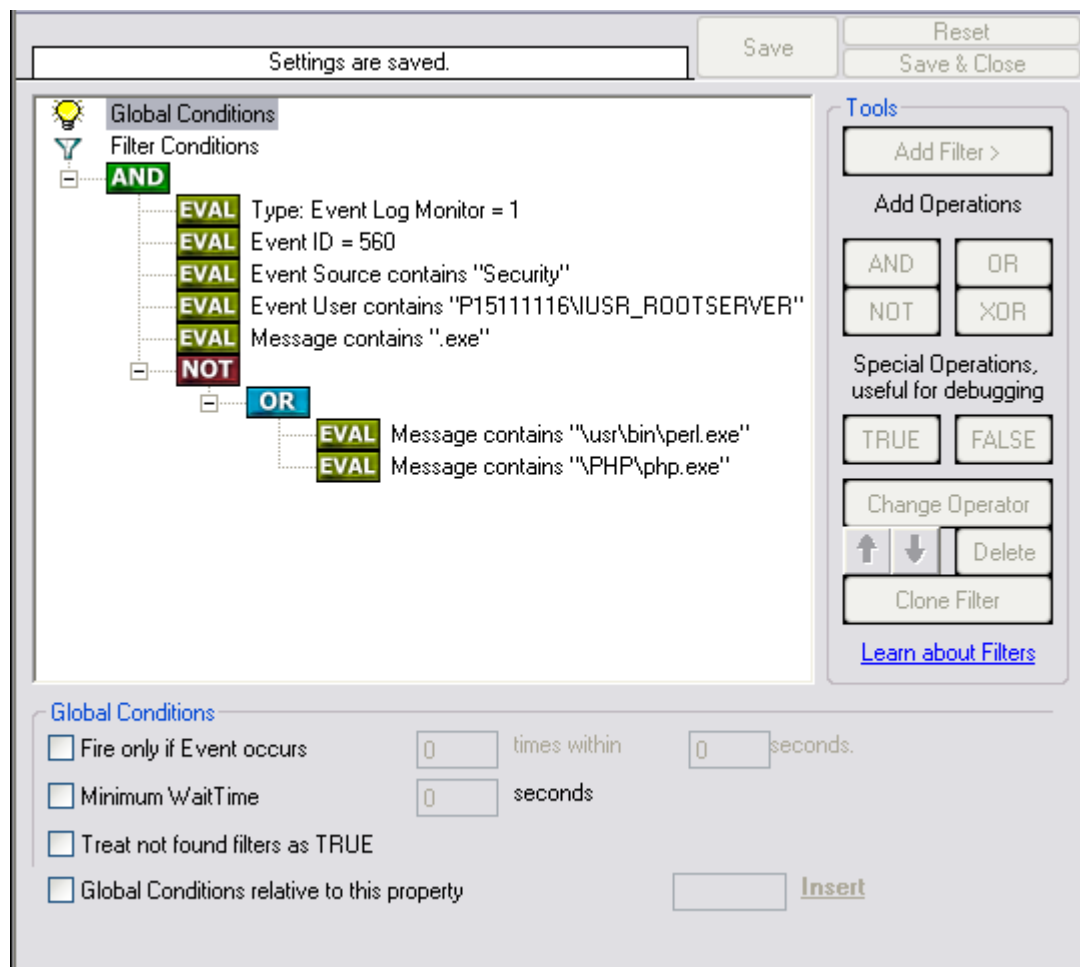 Settings are saved.
Save
Reset
Save & Close
Global Conditions
Filter Conditions
AND
EVAL Type: Event Log Monitor = 1
EVAL Event ID = 560
EVAL Event Source contains "Security"
EVAL Event User contains "P15111116\IUSR_ROOTSERVER"
EVAL Message contains ".exe"
NOT
OR
EVAL Message contains "\usr\bin\perl.exe"
EVAL Message contains "\PHP\php.exe"
Tools
Add Filter >
Add Operations
AND OR
NOT XOR
Special Operations,
useful for debugging
TRUE FALSE
Change Operator
Delete
Clone Filter
Learn about Filters
Global Conditions
Fire only if Event occurs 0 times within 0 seconds.
Minimum WaitTime 0 seconds
Treat not found filters as TRUE
Global Conditions relative to this property Insert